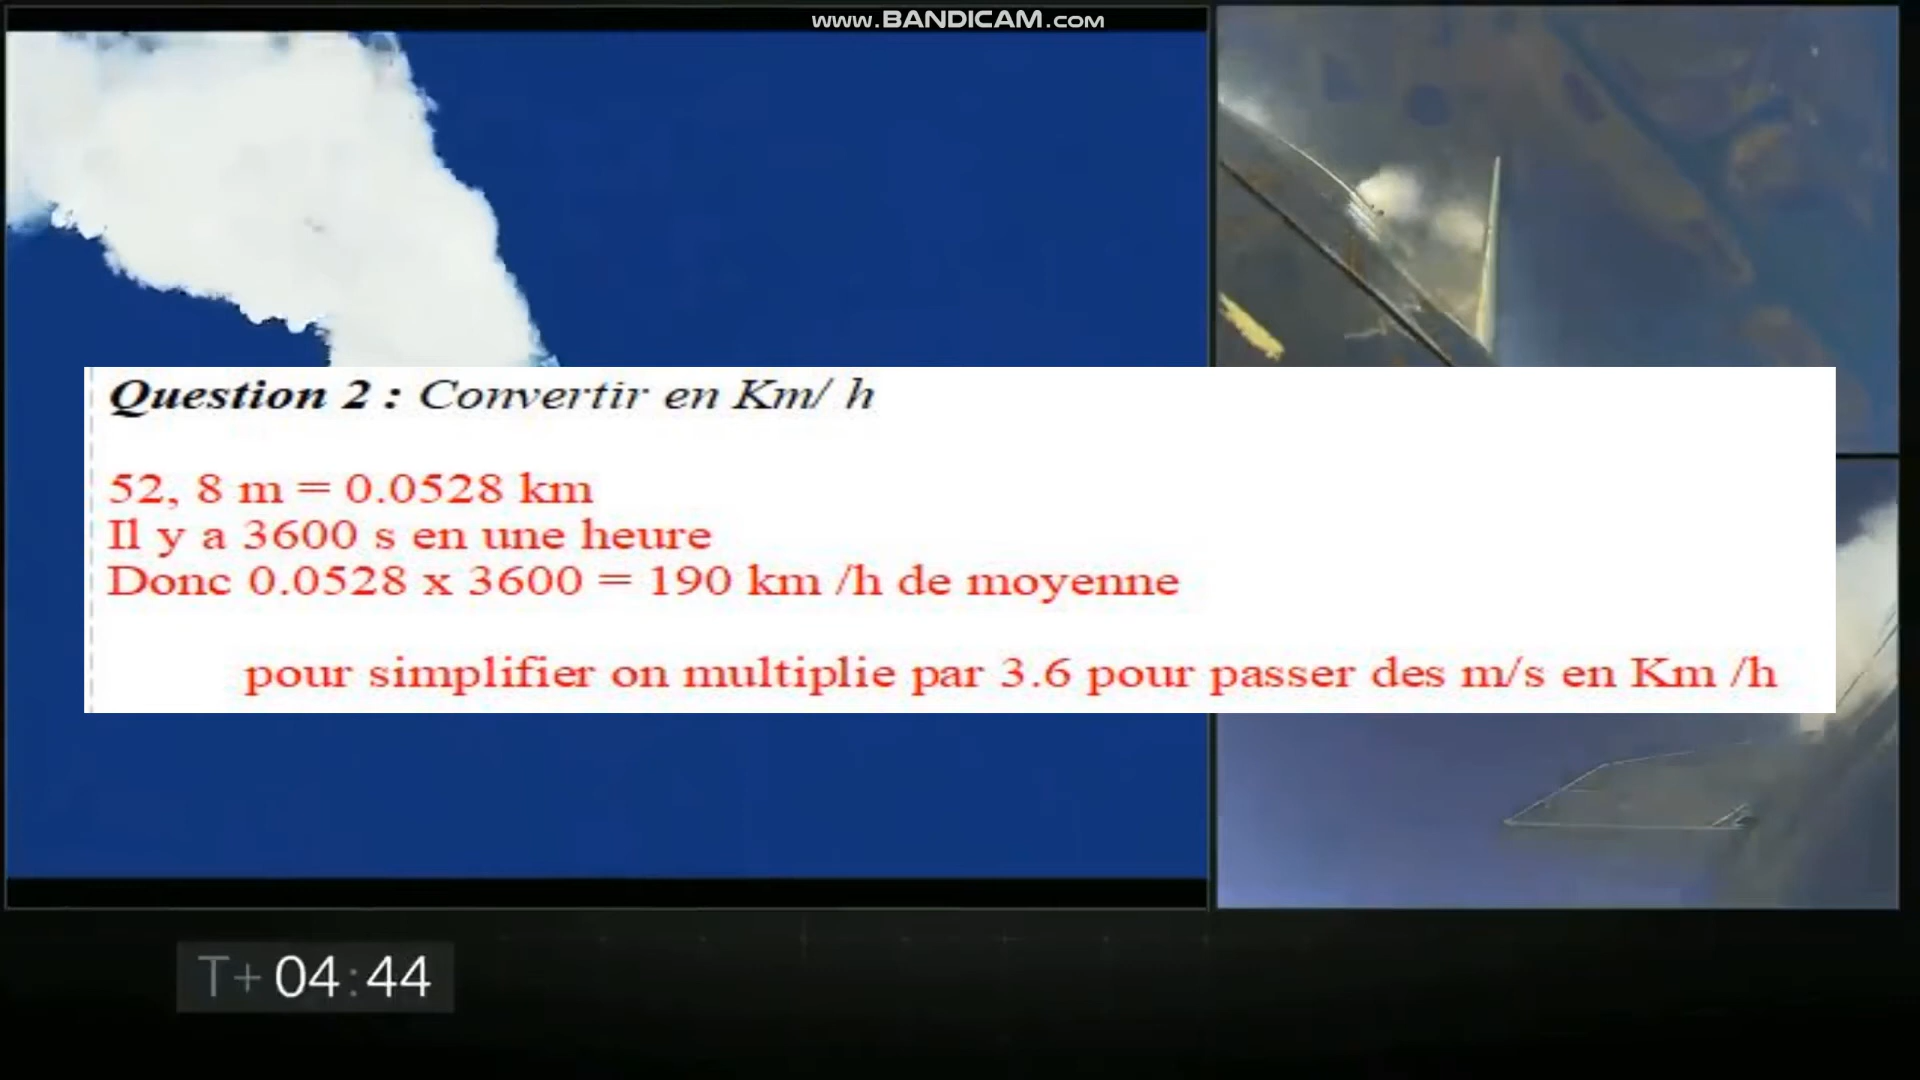 www.BANDICAM.com
Question 2 : Convertir en Km/ h
52, 8 m = 0.0528 km
Il y a 3600 s en une heure
Donc 0.0528 x 3600 = 190 km /h de moyenne
pour simplifier on multiplie par 3.6 pour passer des m/s en Km /h
T+ 04:44